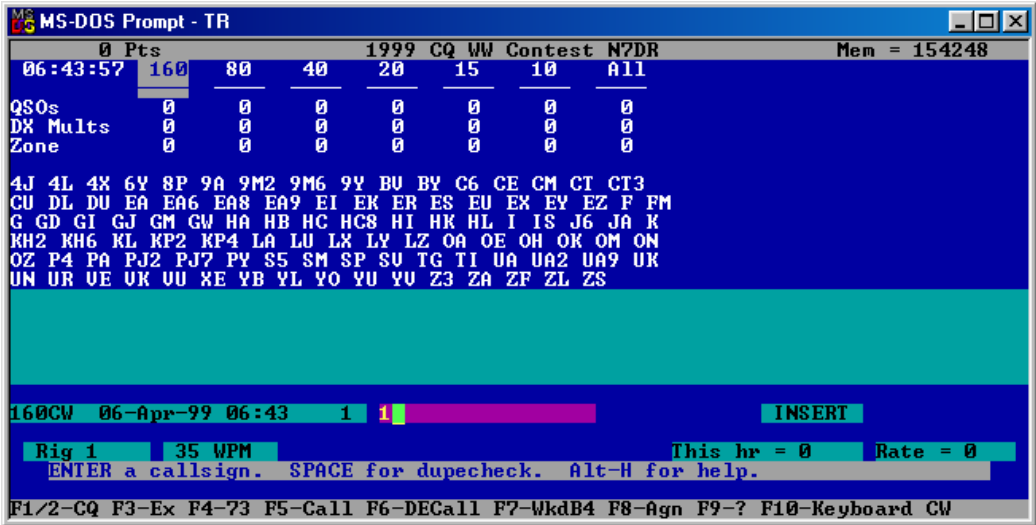 MS-DOS Prompt - TR
0 Pts 1999 CQ WW Contest N7DR Mem = 154248
06:43:57 160 80 40 20 15 10 All
QSOs 0 0 0 0 0 0 0
DX Mults 0 0 0 0 0 0 0
Zone 0 0 0 0 0 0 0
4J 4L 4X 6Y 8P 9A 9M2 9M6 9Y BV BY C6 CE CM CT CT3
CU DL DU EA EA6 EA8 EA9 EI EK ER ES EU EX EY EZ F FM
G GD GI GJ GM GW HA HB HC HC8 HI HK HL I IS J6 JA K
KH2 KH6 KL KP2 KP4 LA LU LX LY LZ OA OE OH OK OM ON
OZ P4 PA PJ2 PJ7 PY S5 SM SP SV TG TI UA UA2 UA9 UK
UN UR VE VK VU XE YB YL YO YU YV Z3 ZA ZF ZL ZS
160CW 06-Apr-99 06:43 1 1 INSERT
Rig 1 35 WPM This hr = 0 Rate = 0
ENTER a callsign. SPACE for dupecheck. Alt-H for help.
F1/2-CQ F3-Ex F4-73 F5-Call F6-DECall F7-WkdB4 F8-Agn F9-? F10-Keyboard CW